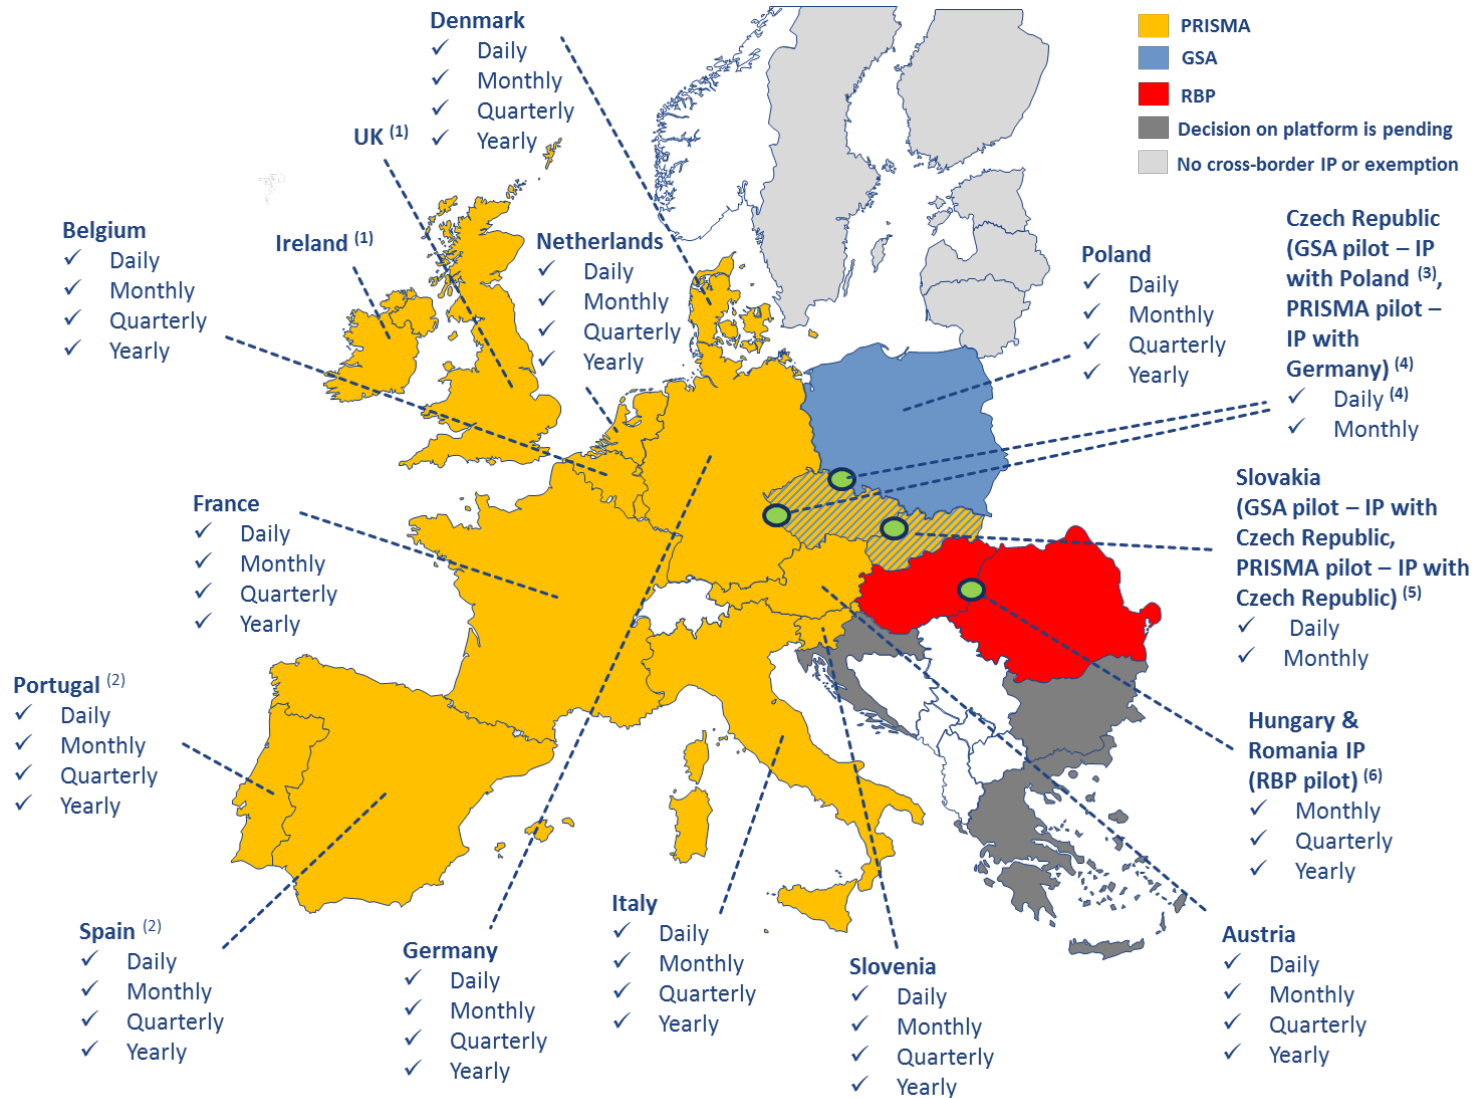 Denmark
✓ Daily
✓ Monthly
✓ Quarterly
✓ Yearly
PRISMA
GSA
RBP
Decision on platform is pending
No cross-border IP or exemption
UK (1)
Ireland (1)
Belgium
✓ Daily
✓ Monthly
✓ Quarterly
✓ Yearly
Netherlands
✓ Daily
✓ Monthly
✓ Quarterly
✓ Yearly
Poland
✓ Daily
✓ Monthly
✓ Quarterly
✓ Yearly
Czech Republic
(GSA pilot – IP
with Poland (3),
PRISMA pilot –
IP with
Germany) (4)
✓ Daily (4)
✓ Monthly
Slovakia
(GSA pilot – IP with
Czech Republic,
PRISMA pilot – IP with
Czech Republic) (5)
✓ Daily
✓ Monthly
France
✓ Daily
✓ Monthly
✓ Quarterly
✓ Yearly
Portugal (2)
✓ Daily
✓ Monthly
✓ Quarterly
✓ Yearly
Hungary &
Romania IP
(RBP pilot) (6)
✓ Monthly
✓ Quarterly
✓ Yearly
Spain (2)
✓ Daily
✓ Monthly
✓ Quarterly
✓ Yearly
Germany
✓ Daily
✓ Monthly
✓ Quarterly
✓ Yearly
Italy
✓ Daily
✓ Monthly
✓ Quarterly
✓ Yearly
Slovenia
✓ Daily
✓ Monthly
✓ Quarterly
✓ Yearly
Austria
✓ Daily
✓ Monthly
✓ Quarterly
✓ Yearly